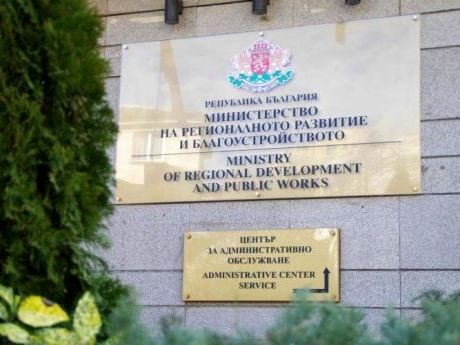 РЕПУБЛИКА БЪЛГАРИЯ
МИНИСТЕРСТВО
НА РЕГИОНАЛНОТО РАЗВИТИЕ
И БЛАГОУСТРОЙСТВОТО
MINISTRY
OF REGIONAL DEVELOPMENT
AND PUBLIC WORKS
ЦЕНТЪР
ЗА АДМИНИСТРАТИВНО
ОБСЛУЖВАНЕ
ADMINISTRATIVE CENTER
SERVICE